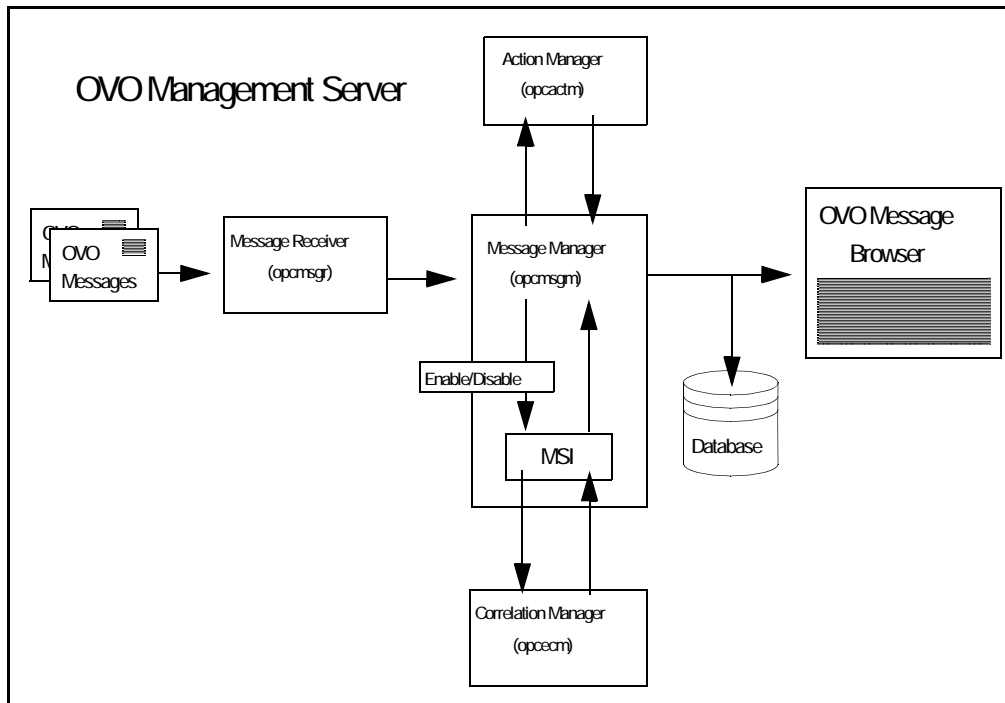 OVO Management Server
Action Manager
(opcactm)
OVO
M
OVO
Messages
Message Receiver
(opcmsgr)
Message Manager
(opcmsgm)
OVO Message
Browser
Enable/Disable
MSI
Database
Correlation Manager
(opcecm)